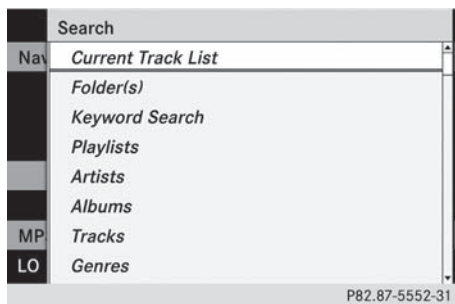 Search
Nav
Current Track List
Folder(s)
Keyword Search
Playlists
Artists
Albums
MP
Tracks
LO
Genres
P82.87-5552-31